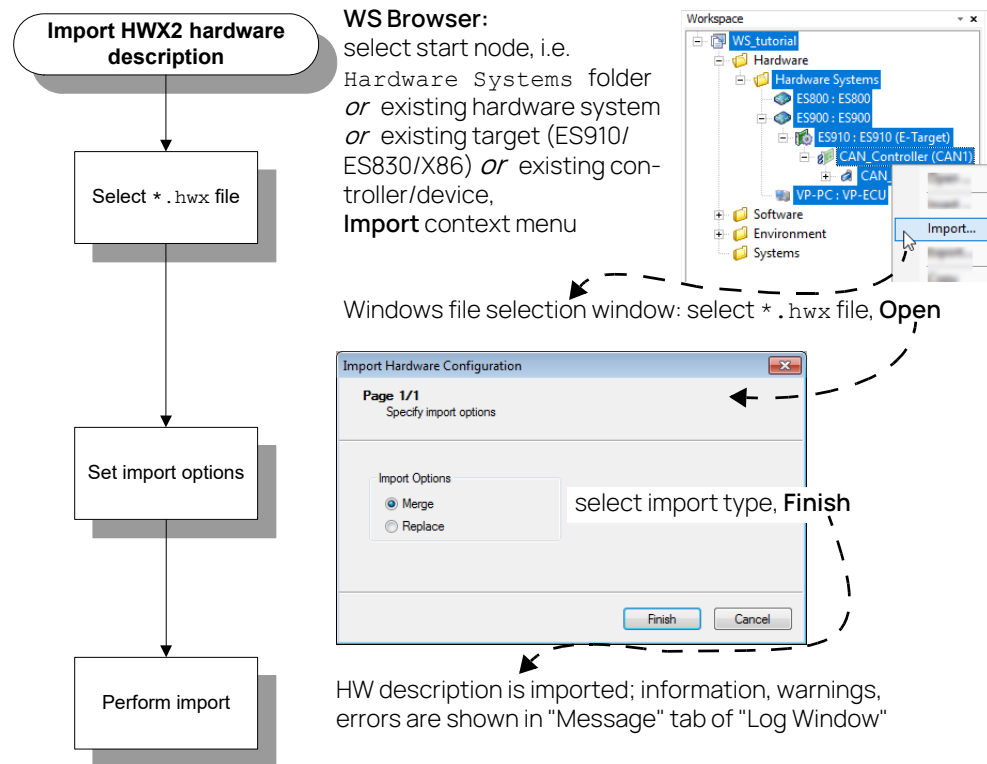 Import HWX2 hardware
description
Select *.hwx file
Set import options
Perform import
WS Browser:
select start node, i.e.
Hardware Systems folder
or existing hardware system
or existing target (ES910/
ES830/X86) or existing con-
troller/device,
Import context menu
Workspace
WS_tutorial
Hardware
Hardware Systems
ES800 : ES800
ES900 : ES900
ES910 : ES910 (E-Target)
CAN_Controller (CAN1)
CAN_
VP-PC : VP-ECU
Software
Environment
Systems
Import...
Windows file selection window: select *.hwx file, Open
Import Hardware Configuration
Page 1/1
Specify import options
Import Options
Merge
Replace
select import type, Finish
Finish Cancel
HW description is imported; information, warnings,
errors are shown in "Message" tab of "Log Window"